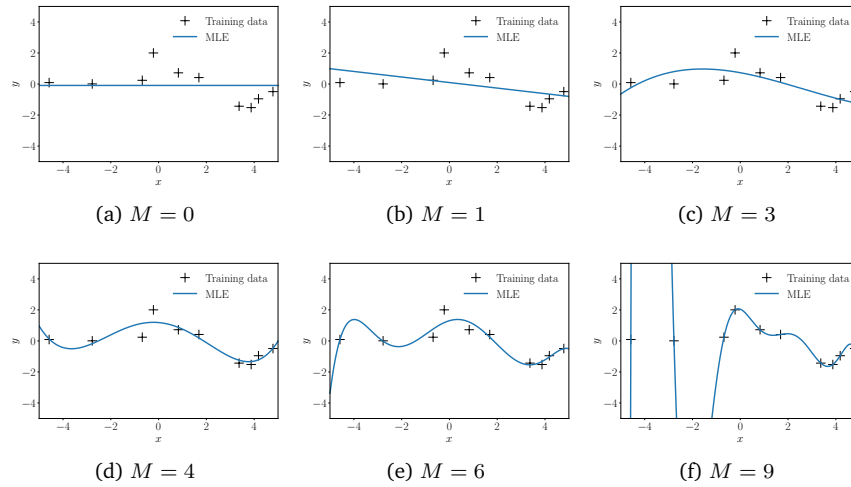 Training data
MLE
4
2
0
−2
−4
y
−4 −2 0 2 4
x
(a) M = 0
Training data
MLE
4
2
0
−2
−4
y
−4 −2 0 2 4
x
(b) M = 1
Training data
MLE
4
2
0
−2
−4
y
−4 −2 0 2 4
x
(c) M = 3
Training data
MLE
4
2
0
−2
−4
y
−4 −2 0 2 4
x
(d) M = 4
Training data
MLE
4
2
0
−2
−4
y
−4 −2 0 2 4
x
(e) M = 6
Training data
MLE
4
2
0
−2
−4
y
−4 −2 0 2 4
x
(f) M = 9